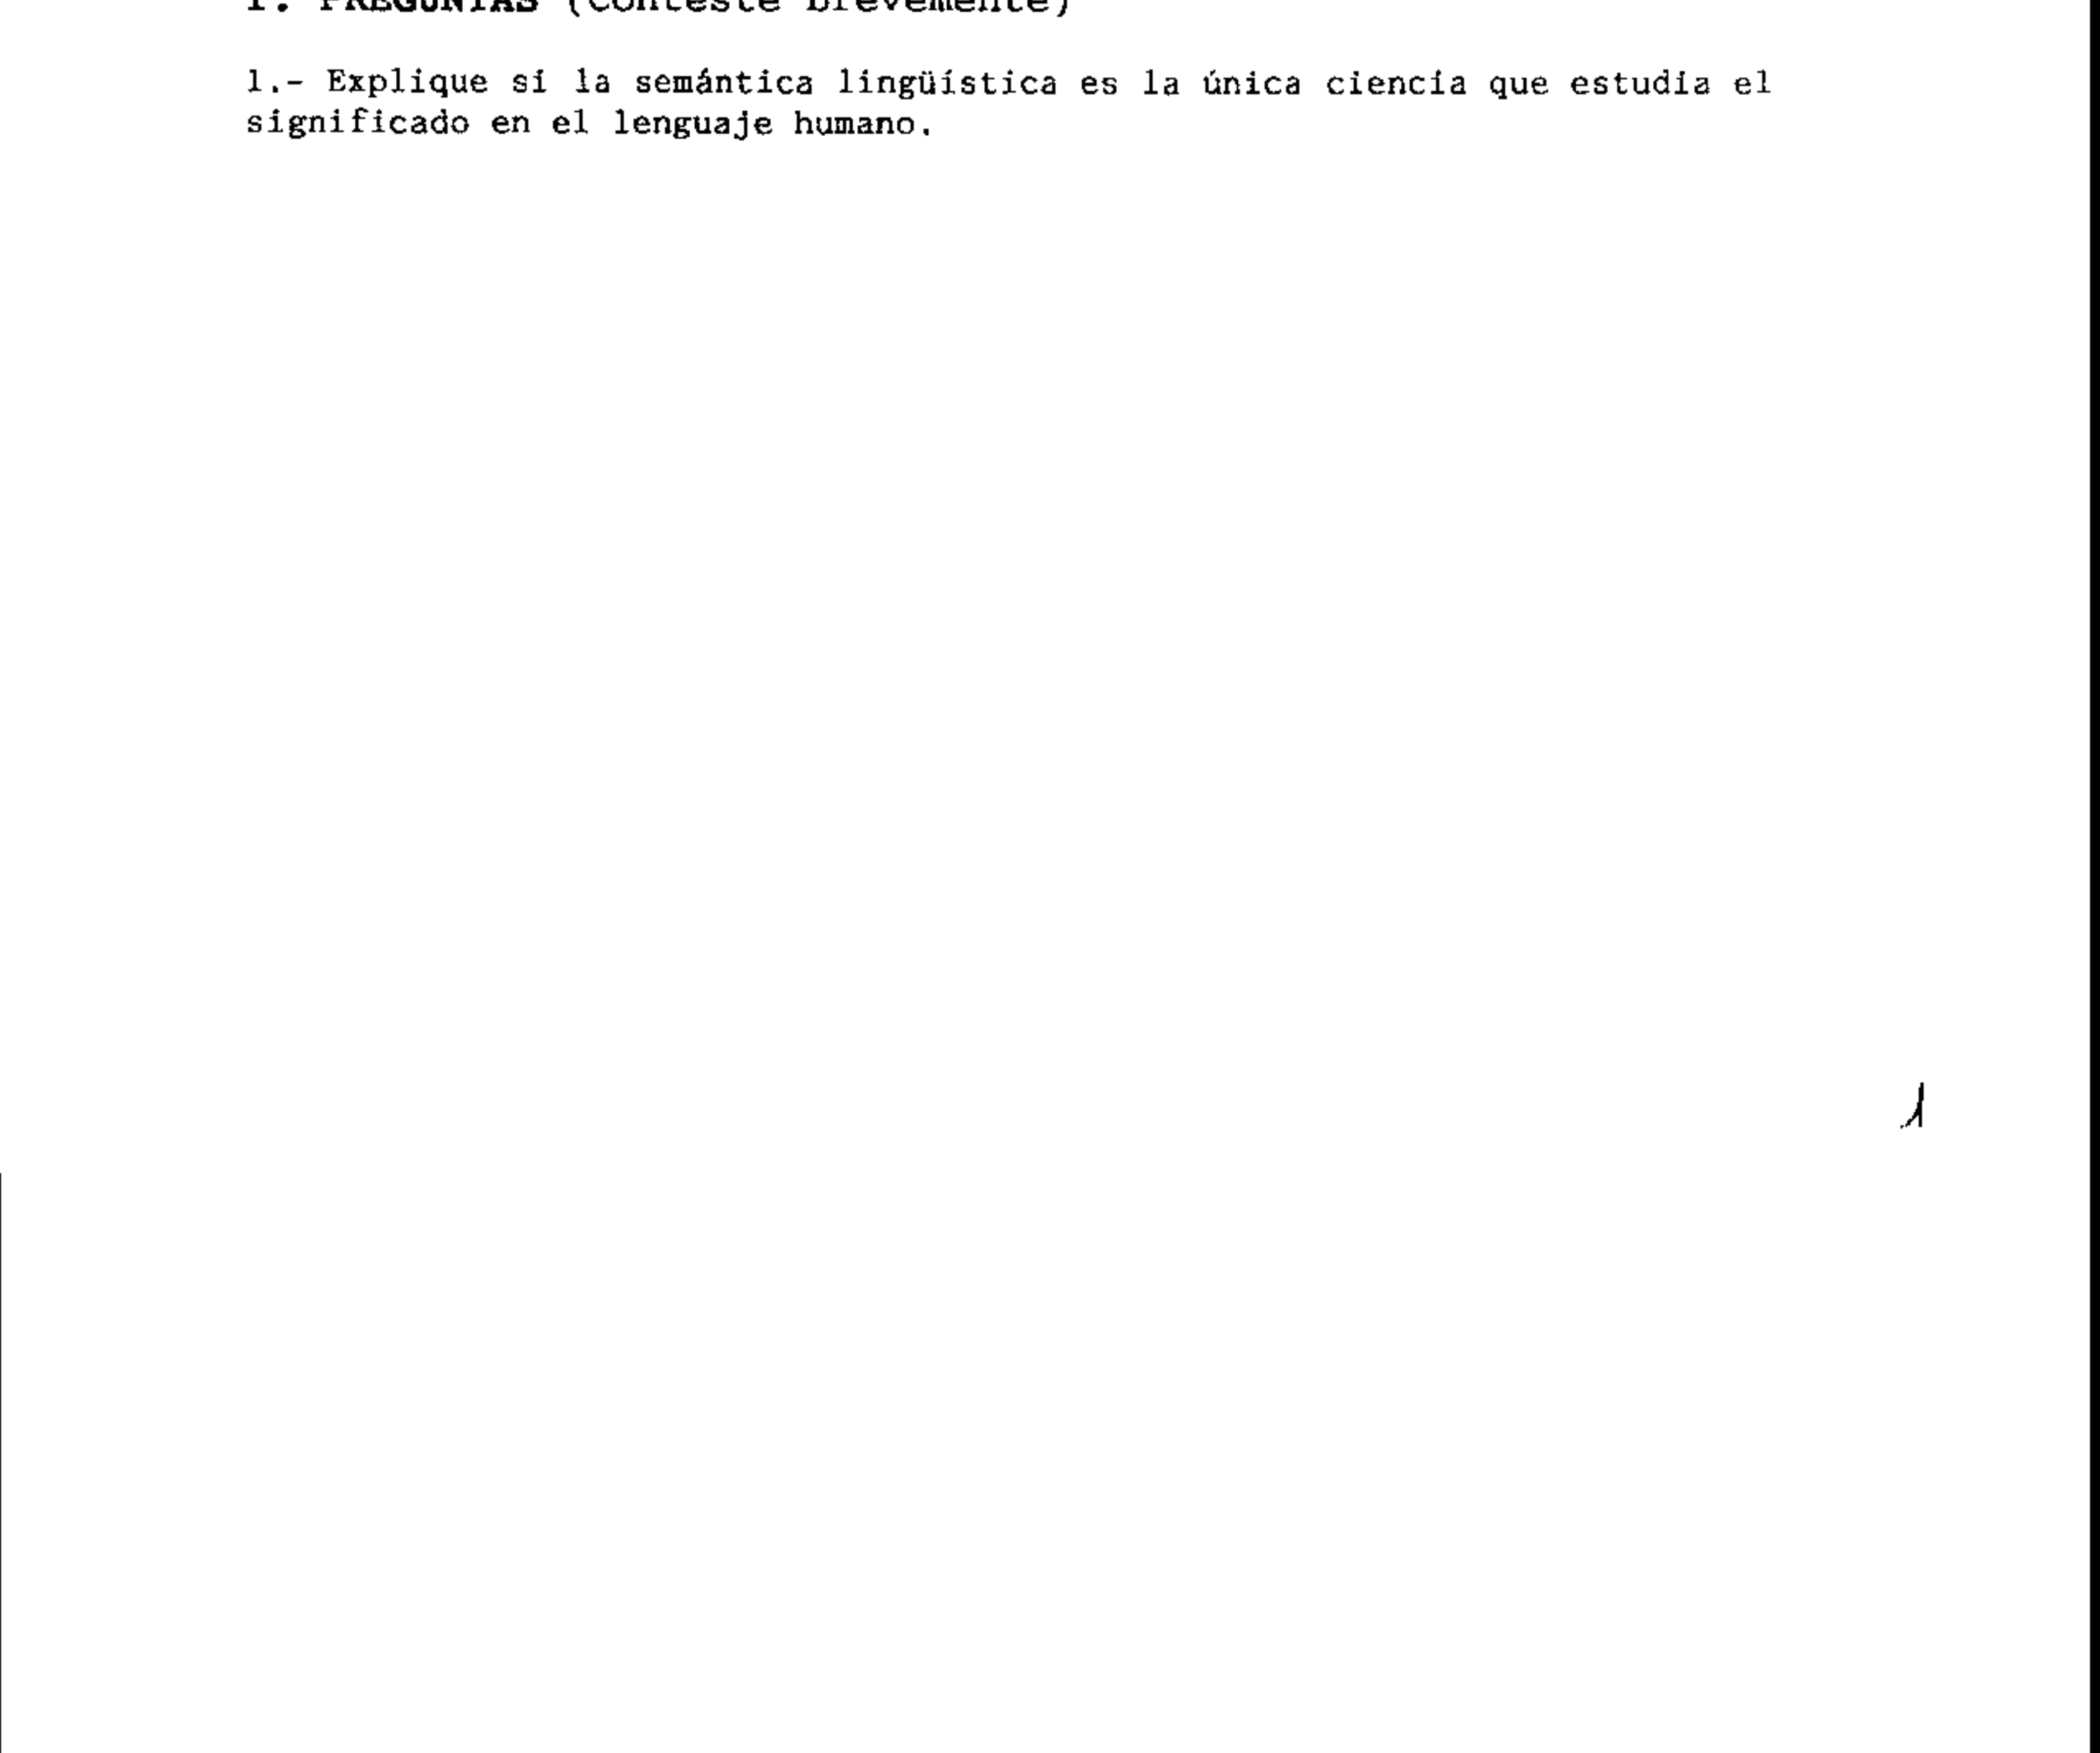 I. PREGUNTAS (Conteste brevemente)
1.- Explique si la semántica lingüística es la única ciencia que estudia el
significado en el lenguaje humano.